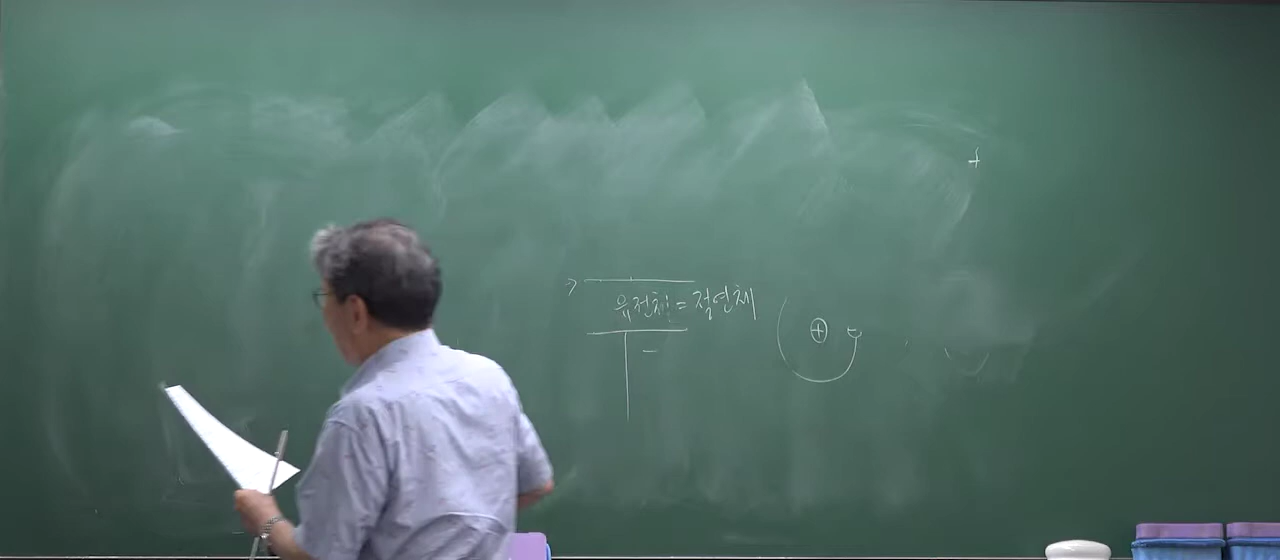 +
유전체 = 절연체
⊕
-
-